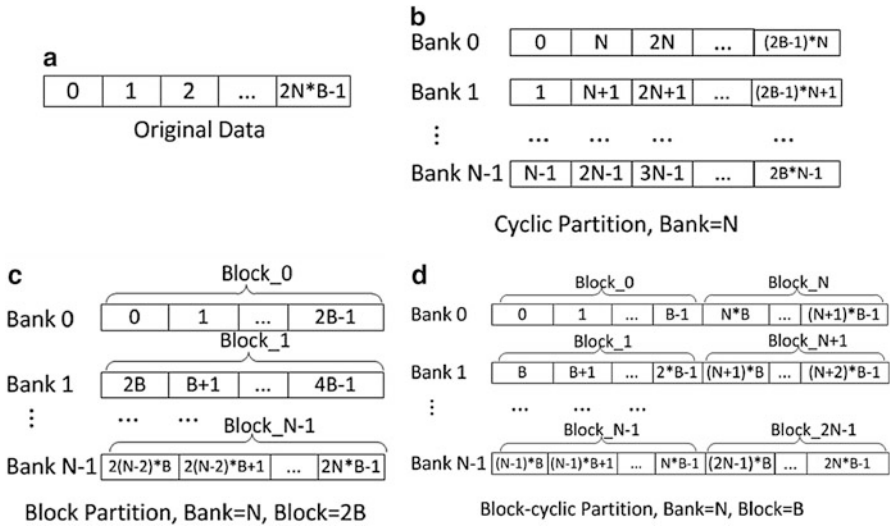 a
0 1 2 ... 2N*B-1
Original Data
b
Bank 0 0 N 2N ... (2B-1)*N
Bank 1 1 N+1 2N+1 ... (2B-1)*N+1
⋮ ... ... ... ...
Bank N-1 N-1 2N-1 3N-1 ... 2B*N-1
Cyclic Partition, Bank=N
c
Block_0
Bank 0 0 1 ... 2B-1
Block_1
Bank 1 2B B+1 ... 4B-1
⋮ ... ...
Block_N-1
Bank N-1 2(N-2)*B 2(N-2)*B+1 ... 2N*B-1
Block Partition, Bank=N, Block=2B
d
Block_0 Block_N
Bank 0 0 1 ... B-1 N*B ... (N+1)*B-1
Block_1 Block_N+1
Bank 1 B B+1 ... 2*B-1 (N+1)*B ... (N+2)*B-1
⋮ ... ... ...
Block_N-1 Block_2N-1
Bank N-1 (N-1)*B (N-1)*B+1 ... N*B-1 (2N-1)*B ... 2N*B-1
Block-cyclic Partition, Bank=N, Block=B